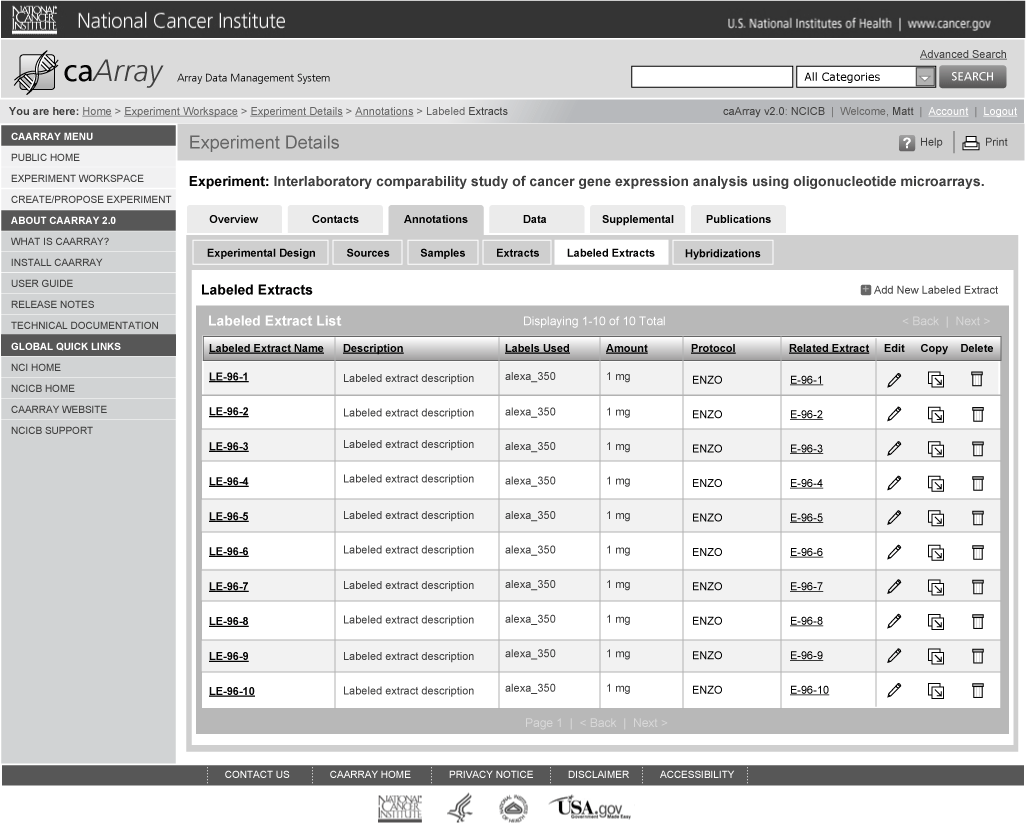 NATIONAL CANCER INSTITUTE National Cancer Institute U.S. National Institutes of Health | www.cancer.gov
Advanced Search
caArray Array Data Management System All Categories SEARCH
You are here: Home > Experiment Workspace > Experiment Details > Annotations > Labeled Extracts caArray v2.0: NCICB | Welcome, Matt | Account | Logout
CAARRAY MENU
PUBLIC HOME
EXPERIMENT WORKSPACE
CREATE/PROPOSE EXPERIMENT
ABOUT CAARRAY 2.0
WHAT IS CAARRAY?
INSTALL CAARRAY
USER GUIDE
RELEASE NOTES
TECHNICAL DOCUMENTATION
GLOBAL QUICK LINKS
NCI HOME
NCICB HOME
CAARRAY WEBSITE
NCICB SUPPORT
Experiment Details ? Help Print
Experiment: Interlaboratory comparability study of cancer gene expression analysis using oligonucleotide microarrays.
Overview Contacts Annotations Data Supplemental Publications
Experimental Design Sources Samples Extracts Labeled Extracts Hybridizations
Labeled Extracts Add New Labeled Extract
Labeled Extract List Displaying 1-10 of 10 Total < Back | Next >
Labeled Extract Name Description Labels Used Amount Protocol Related Extract Edit Copy Delete
LE-96-1 Labeled extract description alexa_350 1 mg ENZO E-96-1
LE-96-2 Labeled extract description alexa_350 1 mg ENZO E-96-2
LE-96-3 Labeled extract description alexa_350 1 mg ENZO E-96-3
LE-96-4 Labeled extract description alexa_350 1 mg ENZO E-96-4
LE-96-5 Labeled extract description alexa_350 1 mg ENZO E-96-5
LE-96-6 Labeled extract description alexa_350 1 mg ENZO E-96-6
LE-96-7 Labeled extract description alexa_350 1 mg ENZO E-96-7
LE-96-8 Labeled extract description alexa_350 1 mg ENZO E-96-8
LE-96-9 Labeled extract description alexa_350 1 mg ENZO E-96-9
LE-96-10 Labeled extract description alexa_350 1 mg ENZO E-96-10
Page 1 | < Back | Next >
CONTACT US CAARRAY HOME PRIVACY NOTICE DISCLAIMER ACCESSIBILITY
NATIONAL CANCER INSTITUTE USA.gov
Government Made Easy